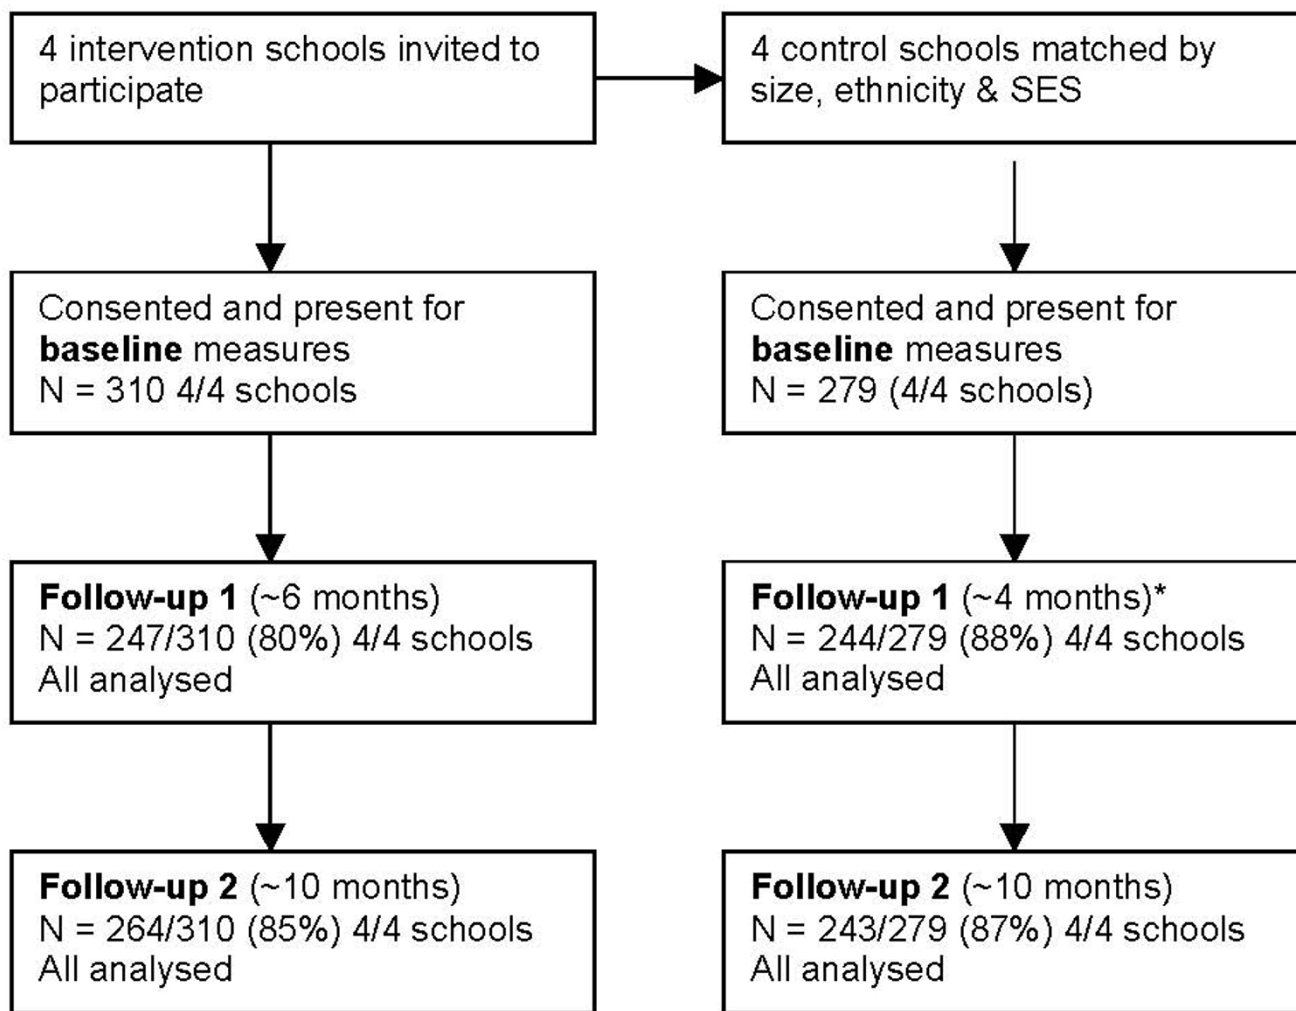 4 intervention schools invited to
participate
4 control schools matched by
size, ethnicity & SES
Consented and present for
baseline measures
N = 310 4/4 schools
Consented and present for
baseline measures
N = 279 (4/4 schools)
Follow-up 1 (~6 months)
N = 247/310 (80%) 4/4 schools
All analysed
Follow-up 1 (~4 months)*
N = 244/279 (88%) 4/4 schools
All analysed
Follow-up 2 (~10 months)
N = 264/310 (85%) 4/4 schools
All analysed
Follow-up 2 (~10 months)
N = 243/279 (87%) 4/4 schools
All analysed